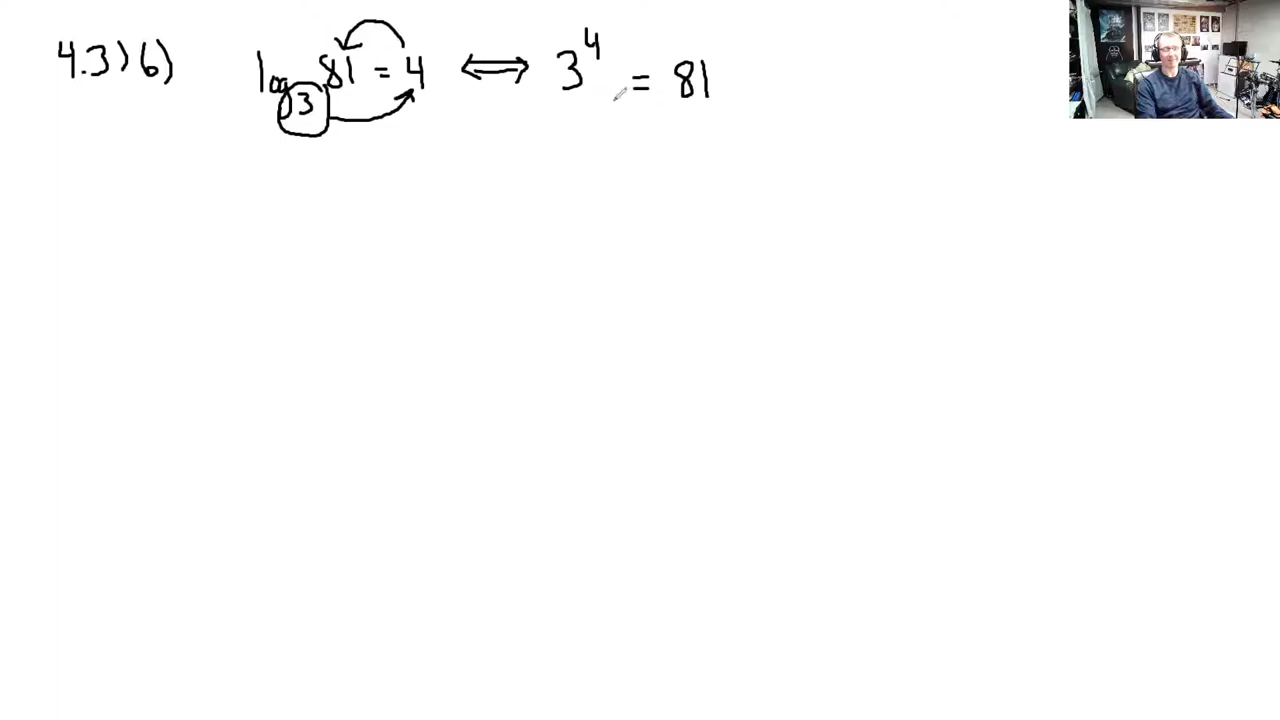 4.3) 6) log₃ 81 = 4 ⟺ 3⁴ = 81